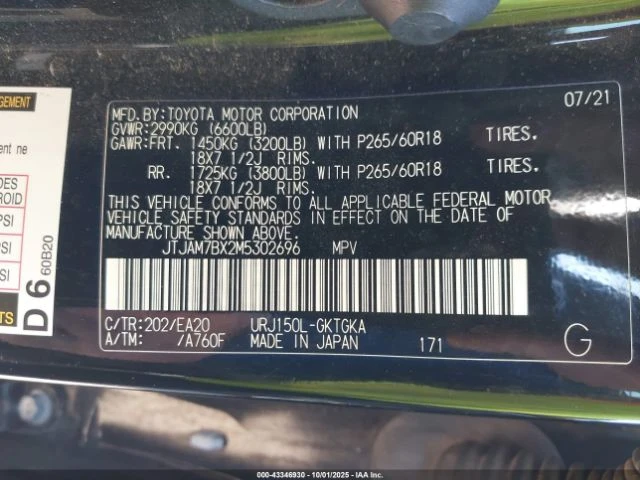 MFD.BY:TOYOTA MOTOR CORPORATION 07/21
GVWR:2990KG (6600LB)
GAWR:FRT. 1450KG (3200LB) WITH P265/60R18 TIRES.
18X7 1/2J RIMS.
RR. 1725KG (3800LB) WITH P265/60R18 TIRES.
18X7 1/2J RIMS.
THIS VEHICLE CONFORMS TO ALL APPLICABLE FEDERAL MOTOR
VEHICLE SAFETY STANDARDS IN EFFECT ON THE DATE OF
MANUFACTURE SHOWN ABOVE.
JTJAM7BX2M5302696 MPV
C/TR:202/EA20 URJ150L-GKTGKA
A/TM: /A760F MADE IN JAPAN 171 G
D6 60B20
000-43346930 - 10/01/2025 - IAAI.COM